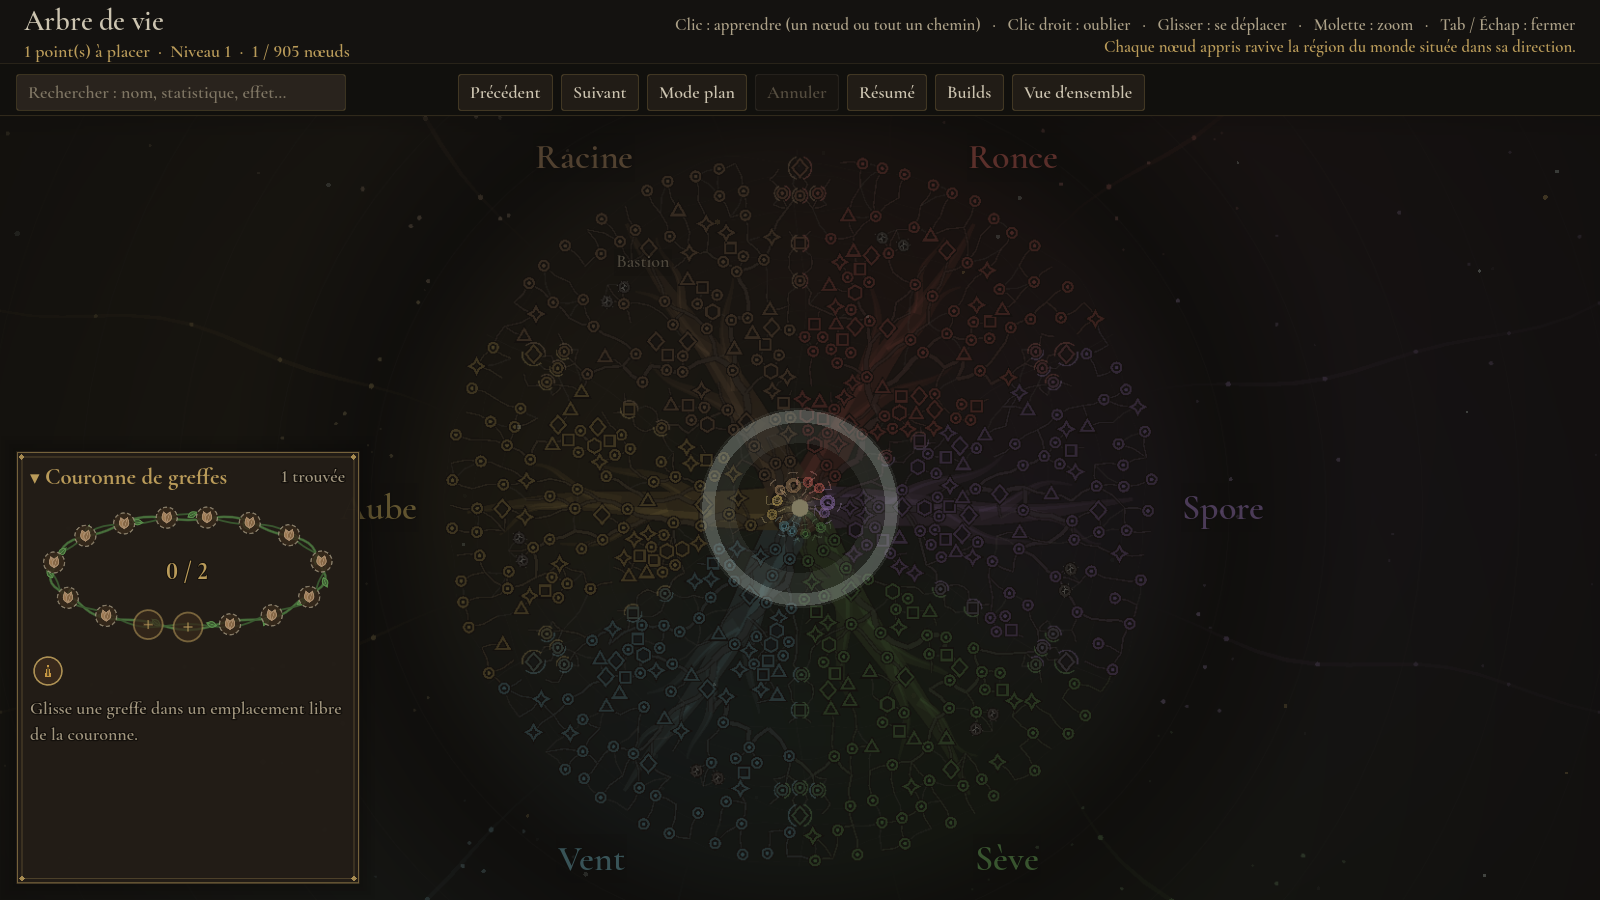 Arbre de vie
1 point(s) à placer · Niveau 1 · 1 / 905 nœuds
Clic : apprendre (un nœud ou tout un chemin) · Clic droit : oublier · Glisser : se déplacer · Molette : zoom · Tab / Échap : fermer
Chaque nœud appris ravive la région du monde située dans sa direction.
Rechercher : nom, statistique, effet...
Précédent
Suivant
Mode plan
Annuler
Résumé
Builds
Vue d'ensemble
Racine
Ronce
Bastion
▾ Couronne de greffes
1 trouvée
0 / 2
Glisse une greffe dans un emplacement libre
de la couronne.
Aube
Spore
Vent
Sève